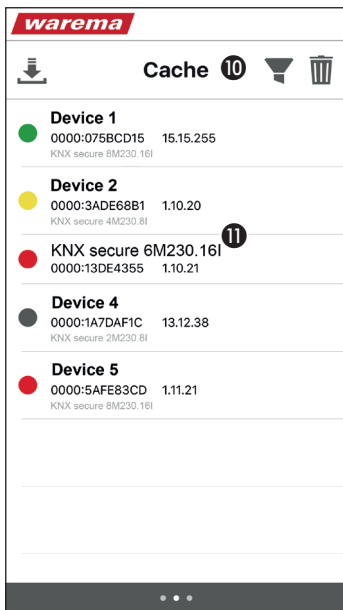 warema
Cache 10
Device 1
0000:075BCD15 15.15.255
KNX secure 8M230.16I
Device 2
0000:3ADE68B1 1.10.20
KNX secure 4M230.8I
11
KNX secure 6M230.16I
0000:13DE4355 1.10.21
Device 4
0000:1A7DAF1C 13.12.38
KNX secure 2M230.8I
Device 5
0000:5AFE83CD 1.11.21
KNX secure 8M230.16I